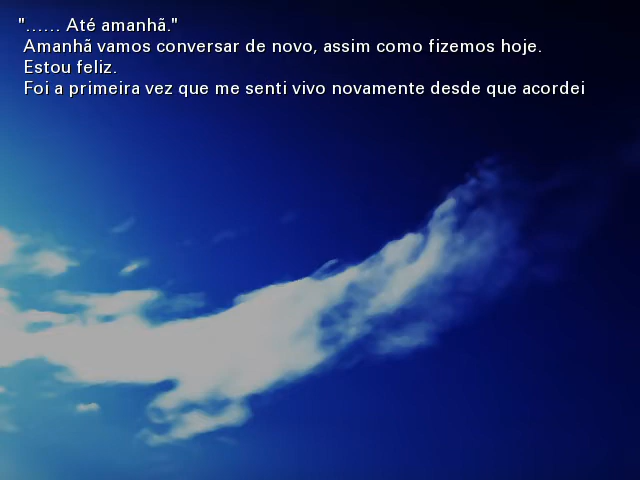 "...... Até amanhã."
Amanhã vamos conversar de novo, assim como fizemos hoje.
Estou feliz.
Foi a primeira vez que me senti vivo novamente desde que acordei